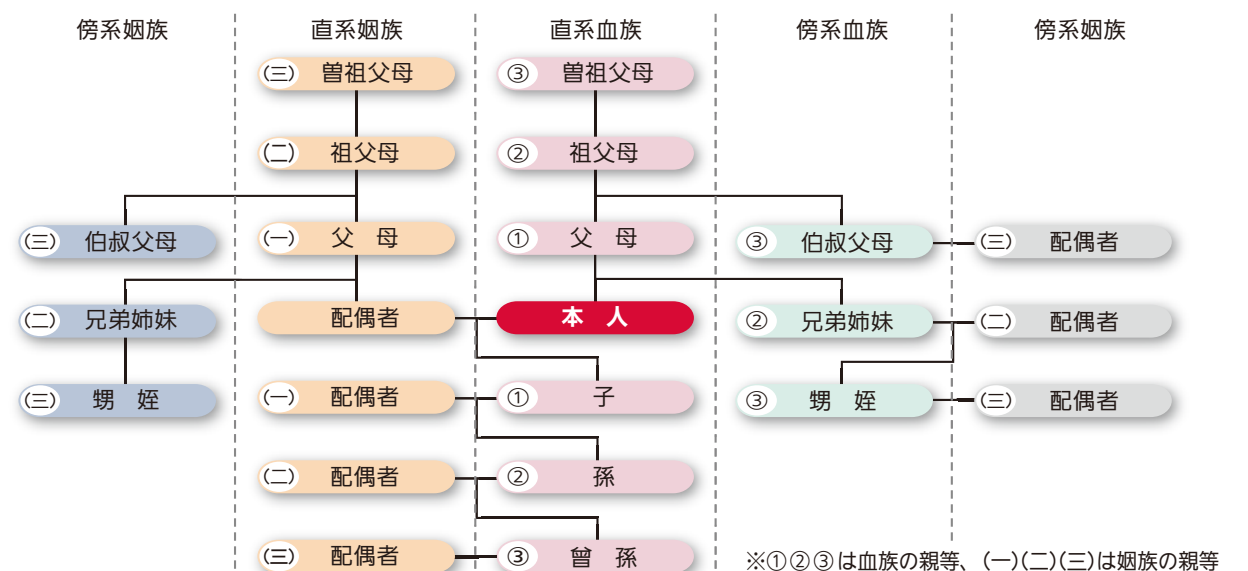 傍系姻族 直系姻族 直系血族 傍系血族 傍系姻族
(三) 曽祖父母 ③ 曽祖父母
(二) 祖父母 ② 祖父母
(三) 伯叔父母 (一) 父 母 ① 父 母 ③ 伯叔父母 (三) 配偶者
(二) 兄弟姉妹 配偶者 本 人 ② 兄弟姉妹 (二) 配偶者
(三) 甥 姪 (一) 配偶者 ① 子 ③ 甥 姪 (三) 配偶者
(二) 配偶者 ② 孫
(三) 配偶者 ③ 曾 孫
※①②③は血族の親等、(一)(二)(三)は姻族の親等